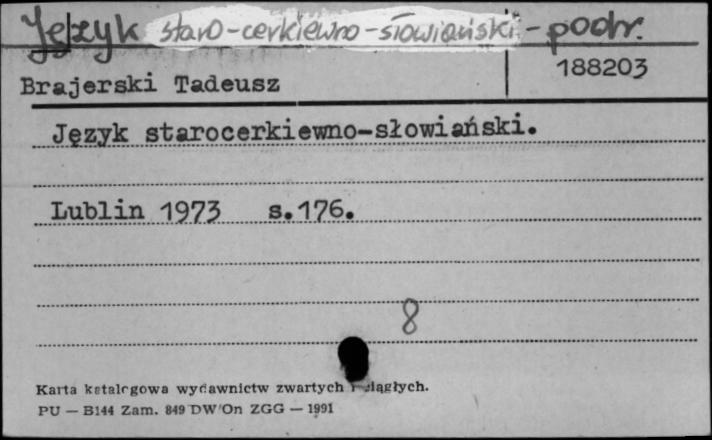 Język staro-cerkiewno-słowiański - podr.
Brajerski Tadeusz
188203
Język starocerkiewno-słowiański.
Lublin 1973 s.176.
8
Karta katalogowa wydawnictw zwartych i ciągłych.
PU — B144 Zam. 849 DW/On ZGG — 1991